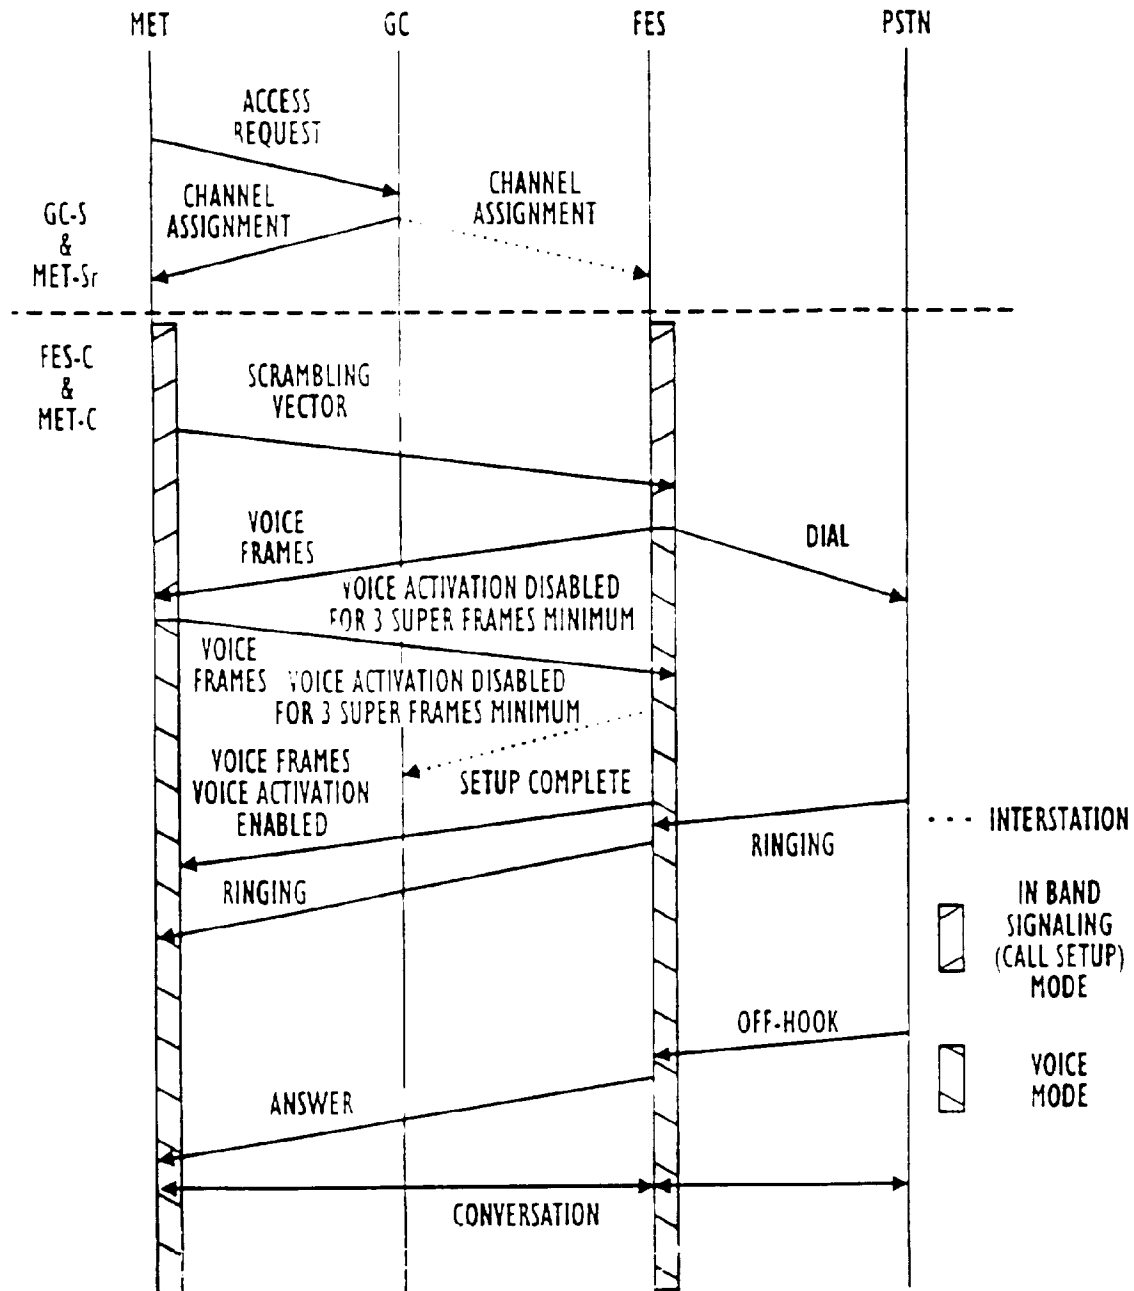 MET GC FES PSTN
ACCESS
REQUEST
CHANNEL
ASSIGNMENT
CHANNEL
ASSIGNMENT
GC-S
&
MET-Sr
FES-C
&
MET-C
SCRAMBLING
VECTOR
VOICE
FRAMES
DIAL
VOICE ACTIVATION DISABLED
FOR 3 SUPER FRAMES MINIMUM
VOICE
FRAMES
VOICE ACTIVATION DISABLED
FOR 3 SUPER FRAMES MINIMUM
VOICE FRAMES
VOICE ACTIVATION
ENABLED
SETUP COMPLETE
RINGING
RINGING
INTERSTATION
IN BAND
SIGNALING
(CALL SETUP)
MODE
OFF-HOOK
VOICE
MODE
ANSWER
CONVERSATION